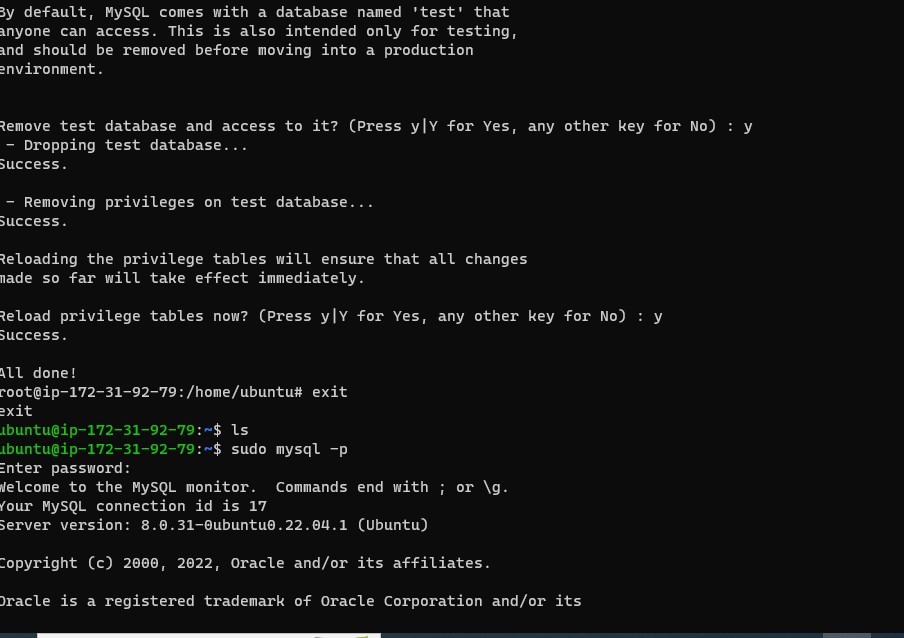 By default, MySQL comes with a database named 'test' that
anyone can access. This is also intended only for testing,
and should be removed before moving into a production
environment.
Remove test database and access to it? (Press y|Y for Yes, any other key for No) : y
 - Dropping test database...
Success.
 - Removing privileges on test database...
Success.
Reloading the privilege tables will ensure that all changes
made so far will take effect immediately.
Reload privilege tables now? (Press y|Y for Yes, any other key for No) : y
Success.
All done!
root@ip-172-31-92-79:/home/ubuntu# exit
exit
ubuntu@ip-172-31-92-79:~$ ls
ubuntu@ip-172-31-92-79:~$ sudo mysql -p
Enter password:
Welcome to the MySQL monitor.  Commands end with ; or \g.
Your MySQL connection id is 17
Server version: 8.0.31-0ubuntu0.22.04.1 (Ubuntu)
Copyright (c) 2000, 2022, Oracle and/or its affiliates.
Oracle is a registered trademark of Oracle Corporation and/or its